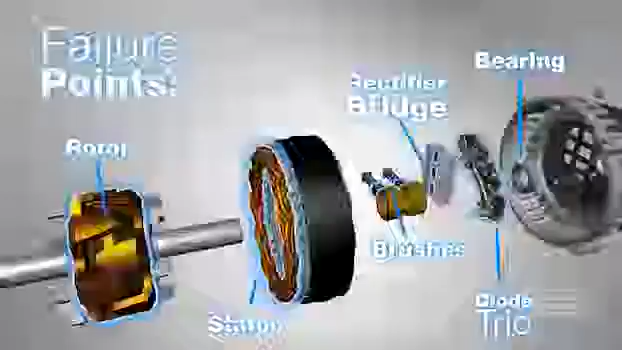 Failure
Points:
Bearing
Rectifier
Bridge
Rotor
Brushes
Stator
Diode
Trio